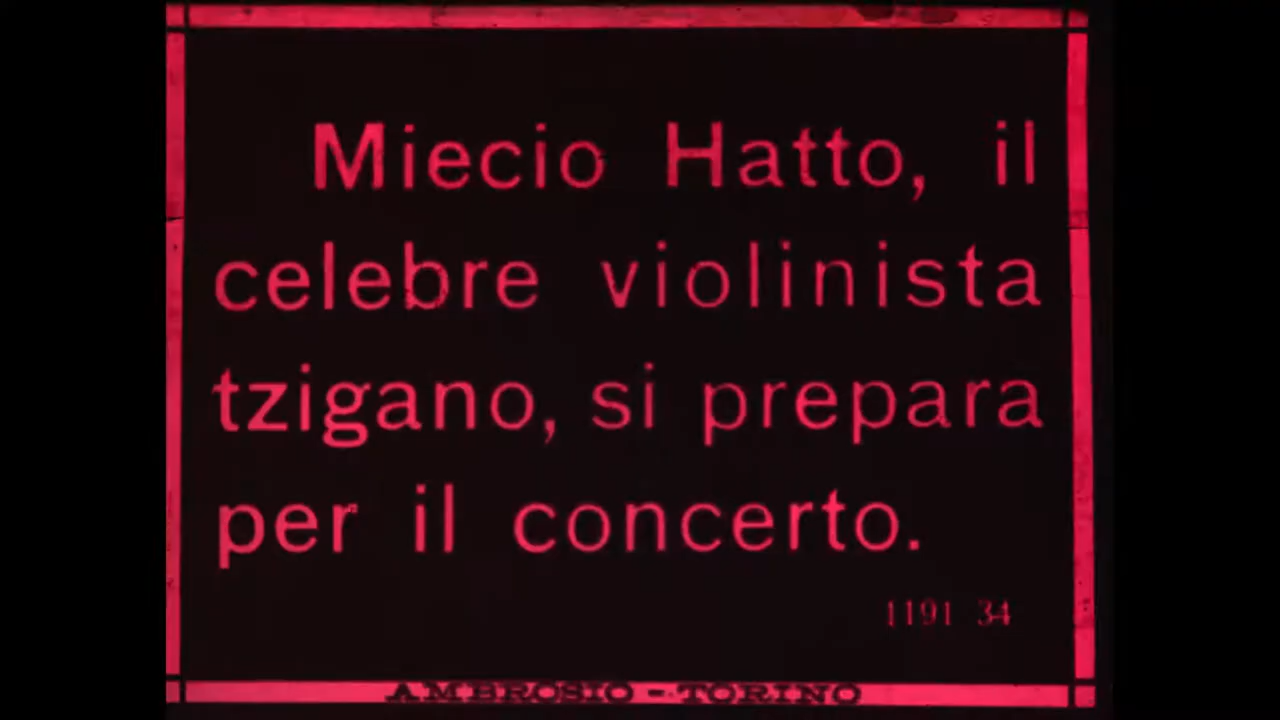 Miecio Hatto, il
celebre violinista
tzigano, si prepara
per il concerto.
1191 34
AMBROSIO - TORINO